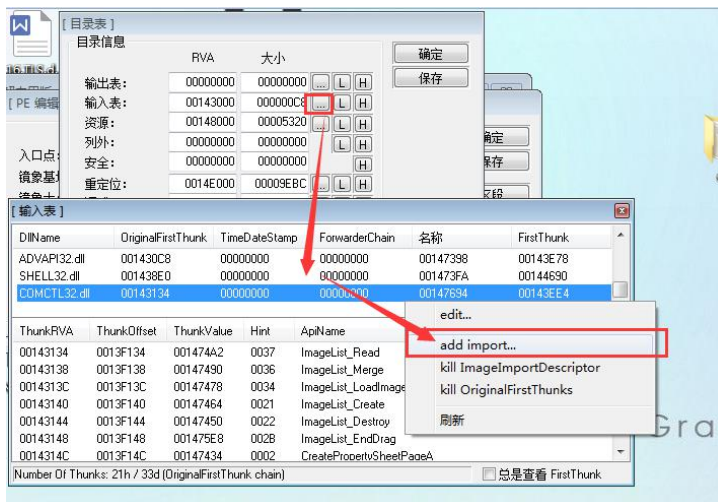 [ 目录表 ]
目录信息
RVA 大小
确定
保存
输出表: 00000000 00000000 ... L H
输入表: 00143000 000000C8 ... L H
资源: 00148000 00005320 ... L H
列外: 00000000 00000000 L H
安全: 00000000 00000000 H
重定位: 0014E000 00009EBC ... L H
[ PE 编辑
入口点:
镜象基址
保存
区段
[ 输入表 ]
DllName OriginalFirstThunk TimeDateStamp ForwarderChain 名称 FirstThunk
ADVAPI32.dll 001430C8 00000000 00000000 00147398 00143E78
SHELL32.dll 001438E0 00000000 00000000 001473FA 00144690
COMCTL32.dll 00143134 00000000 00000000 00147694 00143EE4
edit...
add import...
kill ImageImportDescriptor
kill OriginalFirstThunks
刷新
ThunkRVA ThunkOffset ThunkValue Hint ApiName
00143134 0013F134 001474A2 0037 ImageList_Read
00143138 0013F138 00147490 0036 ImageList_Merge
0014313C 0013F13C 00147478 0034 ImageList_LoadImage
00143140 0013F140 00147464 0021 ImageList_Create
00143144 0013F144 00147450 0022 ImageList_Destroy
00143148 0013F148 001475E8 002B ImageList_EndDrag
0014314C 0013F14C 00147434 0002 CreatePropertySheetPageA
Number Of Thunks: 21h / 33d (OriginalFirstThunk chain)
总是查看 FirstThunk
Gra